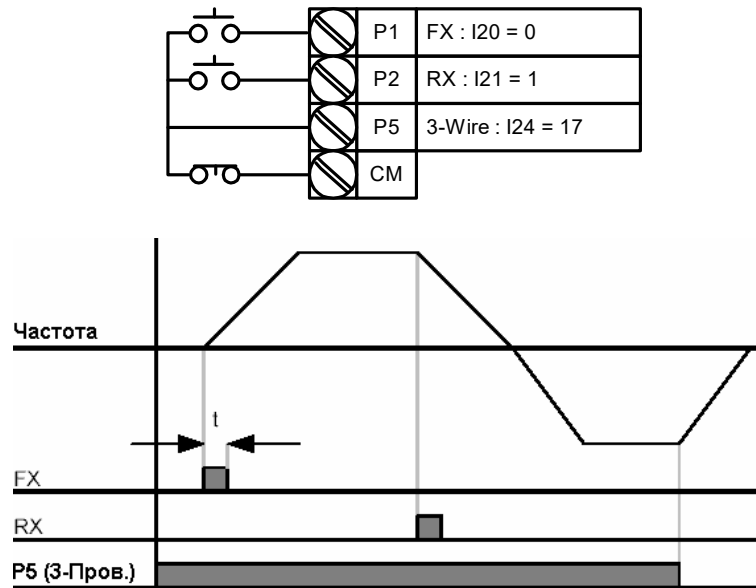 P1 FX : I20 = 0
P2 RX : I21 = 1
P5 3-Wire : I24 = 17
CM
Частота
t
FX
RX
P5 (3-Пров.)